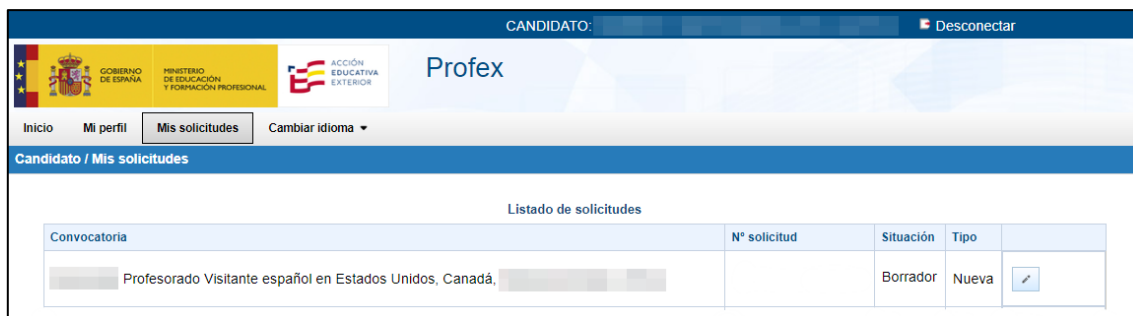 CANDIDATO: Desconectar
GOBIERNO DE ESPAÑA
MINISTERIO DE EDUCACIÓN Y FORMACIÓN PROFESIONAL
ACCIÓN EDUCATIVA EXTERIOR
Profex
Inicio Mi perfil Mis solicitudes Cambiar idioma
Candidato / Mis solicitudes
Listado de solicitudes
Convocatoria Nº solicitud Situación Tipo
Profesorado Visitante español en Estados Unidos, Canadá, Borrador Nueva